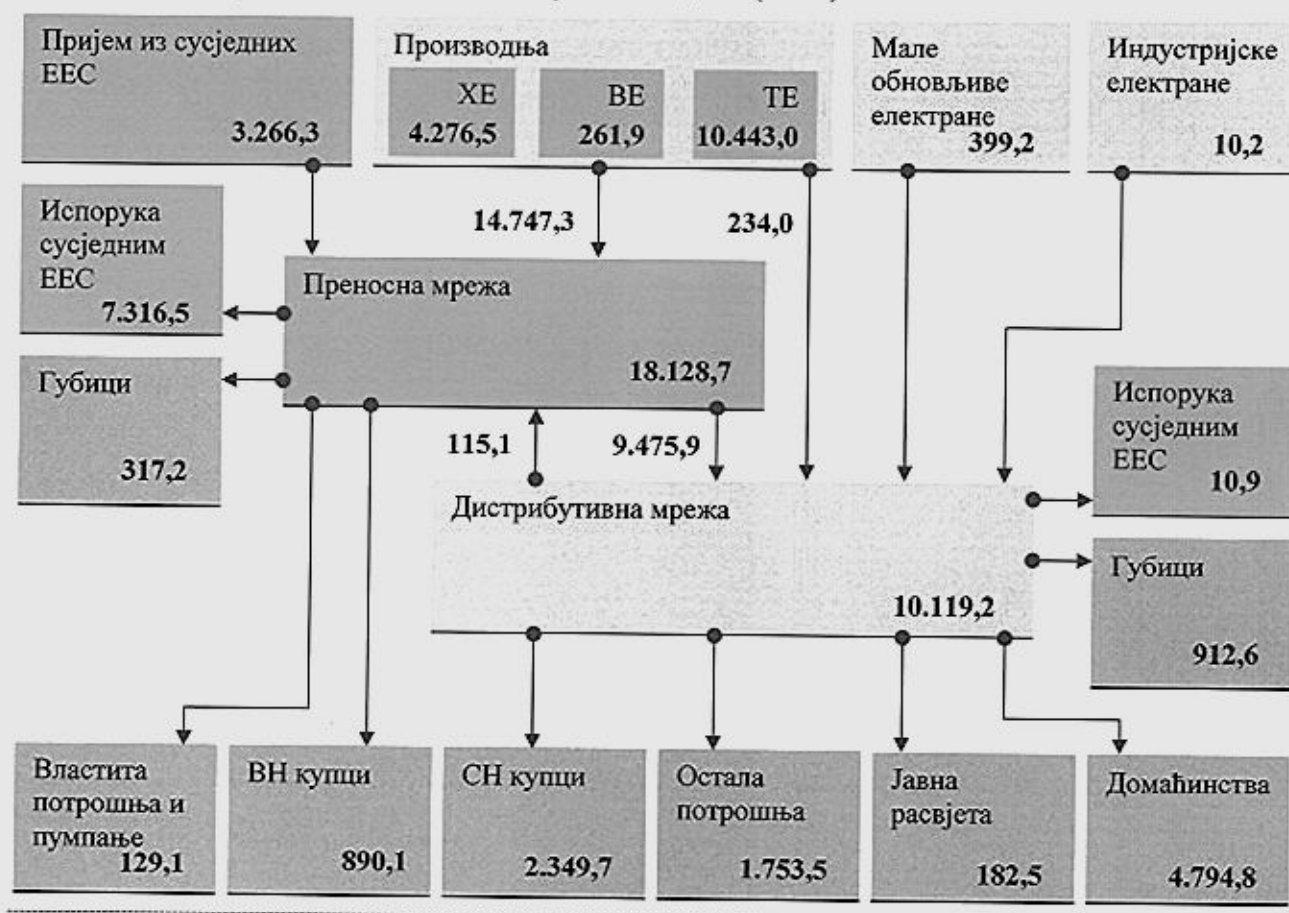 Пријем из сусједних
ЕЕС
3.266,3
Производња
ХЕ
4.276,5
ВЕ
261,9
ТЕ
10.443,0
Мале
обновљиве
електране
399,2
Индустријске
електране
10,2
14.747,3
234,0
Испорука
сусједним
ЕЕС
7.316,5
Преносна мрежа
18.128,7
Губици
317,2
115,1
9.475,9
Испорука
сусједним
ЕЕС
10,9
Дистрибутивна мрежа
10.119,2
Губици
912,6
Властита
потрошња и
пумпање
129,1
ВН купци
890,1
СН купци
2.349,7
Остала
потрошња
1.753,5
Јавна
расвјета
182,5
Домаћинства
4.794,8